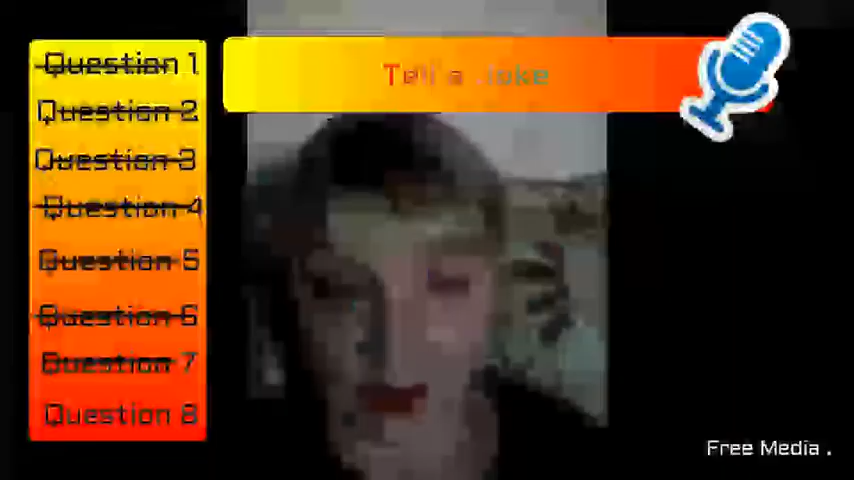 Question 1
Question 2
Question 3
Question 4
Question 5
Question 6
Question 7
Question 8
Tell a Joke
Free Media .